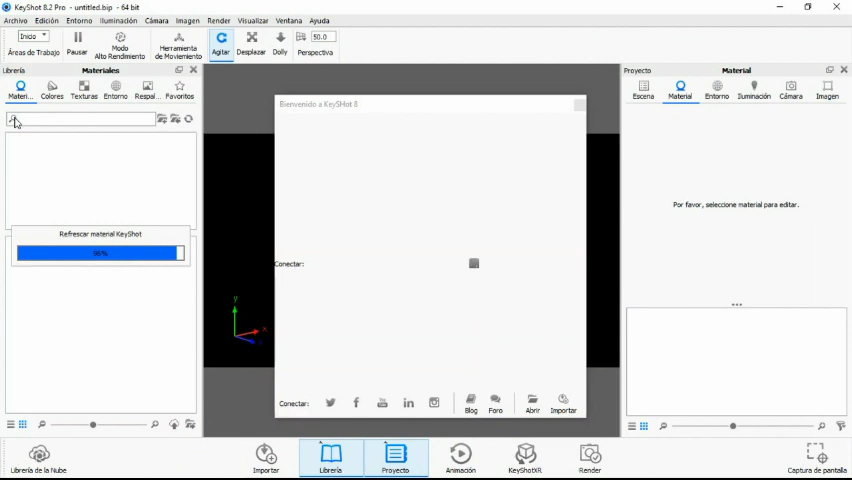 KeyShot 8.2 Pro - untitled.bip - 64 bit
Archivo Edición Entorno Iluminación Cámara Imagen Render Visualizar Ventana Ayuda
Inicio
50.0
Áreas de Trabajo
Pausar
Modo
Alto Rendimiento
Herramienta
de Moviemiento
Agitar
Desplazar
Dolly
Perspectiva
Librería
Materiales
Materi...
Colores
Texturas
Entorno
Respal...
Favoritos
Refrescar material KeyShot
96%
Bienvenido a KeySHot 8
Conectar:
Conectar:
Blog
Foro
Abrir
Importar
Proyecto
Material
Escena
Material
Entorno
Iluminación
Cámara
Imagen
Por favor, seleccione material para editar.
Librería de la Nube
Importar
Librería
Proyecto
Animación
KeyShotXR
Render
Captura de pantalla